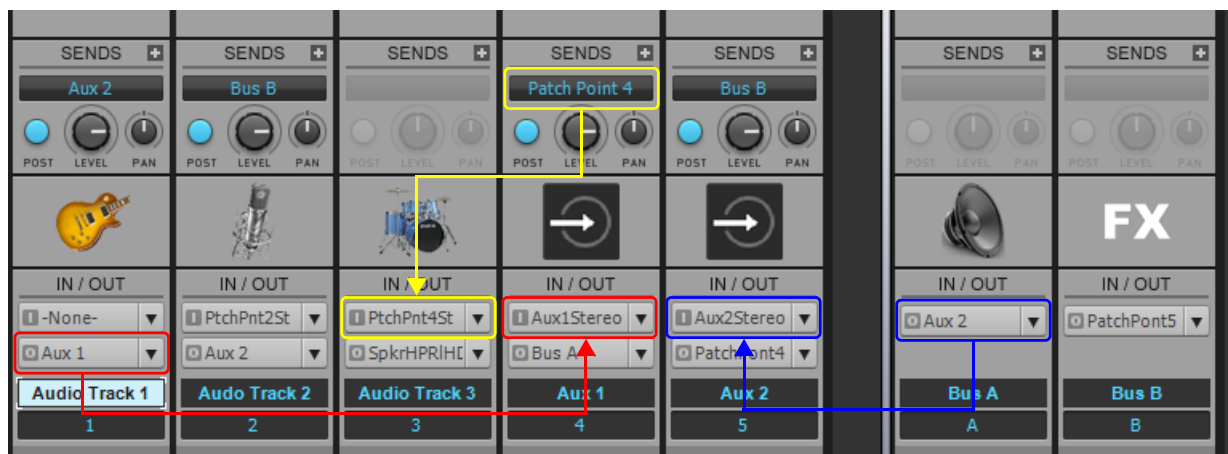 SENDS SENDS SENDS SENDS SENDS SENDS SENDS
Aux 2 Bus B Patch Point 4 Bus B
POST LEVEL PAN POST LEVEL PAN POST LEVEL PAN POST LEVEL PAN POST LEVEL PAN POST LEVEL PAN POST LEVEL PAN
FX
IN / OUT IN / OUT IN / OUT IN / OUT IN / OUT IN / OUT IN / OUT
I -None- I PtchPnt2St I PtchPnt4St I Aux1Stereo I Aux2Stereo O Aux 2 O PatchPont5
O Aux 1 O Aux 2 O SpkrHPRlHD O Bus A O PatchPont4
Audio Track 1 Audo Track 2 Audio Track 3 Aux 1 Aux 2 Bus A Bus B
1 2 3 4 5 A B